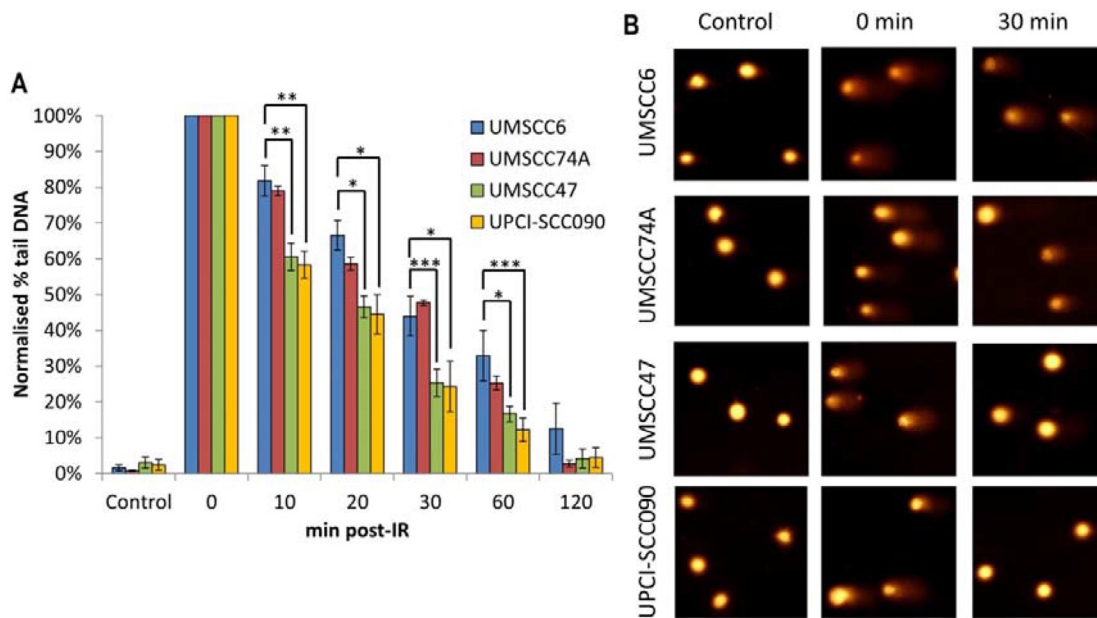 A
Normalised % tail DNA
100%
90%
80%
70%
60%
50%
40%
30%
20%
10%
0%
** **
* *
* ***
*** *
UMSCC6
UMSCC74A
UMSCC47
UPCI-SCC090
Control 0 10 20 30 60 120
min post-IR
B
Control 0 min 30 min
UMSCC6
UMSCC74A
UMSCC47
UPCI-SCC090